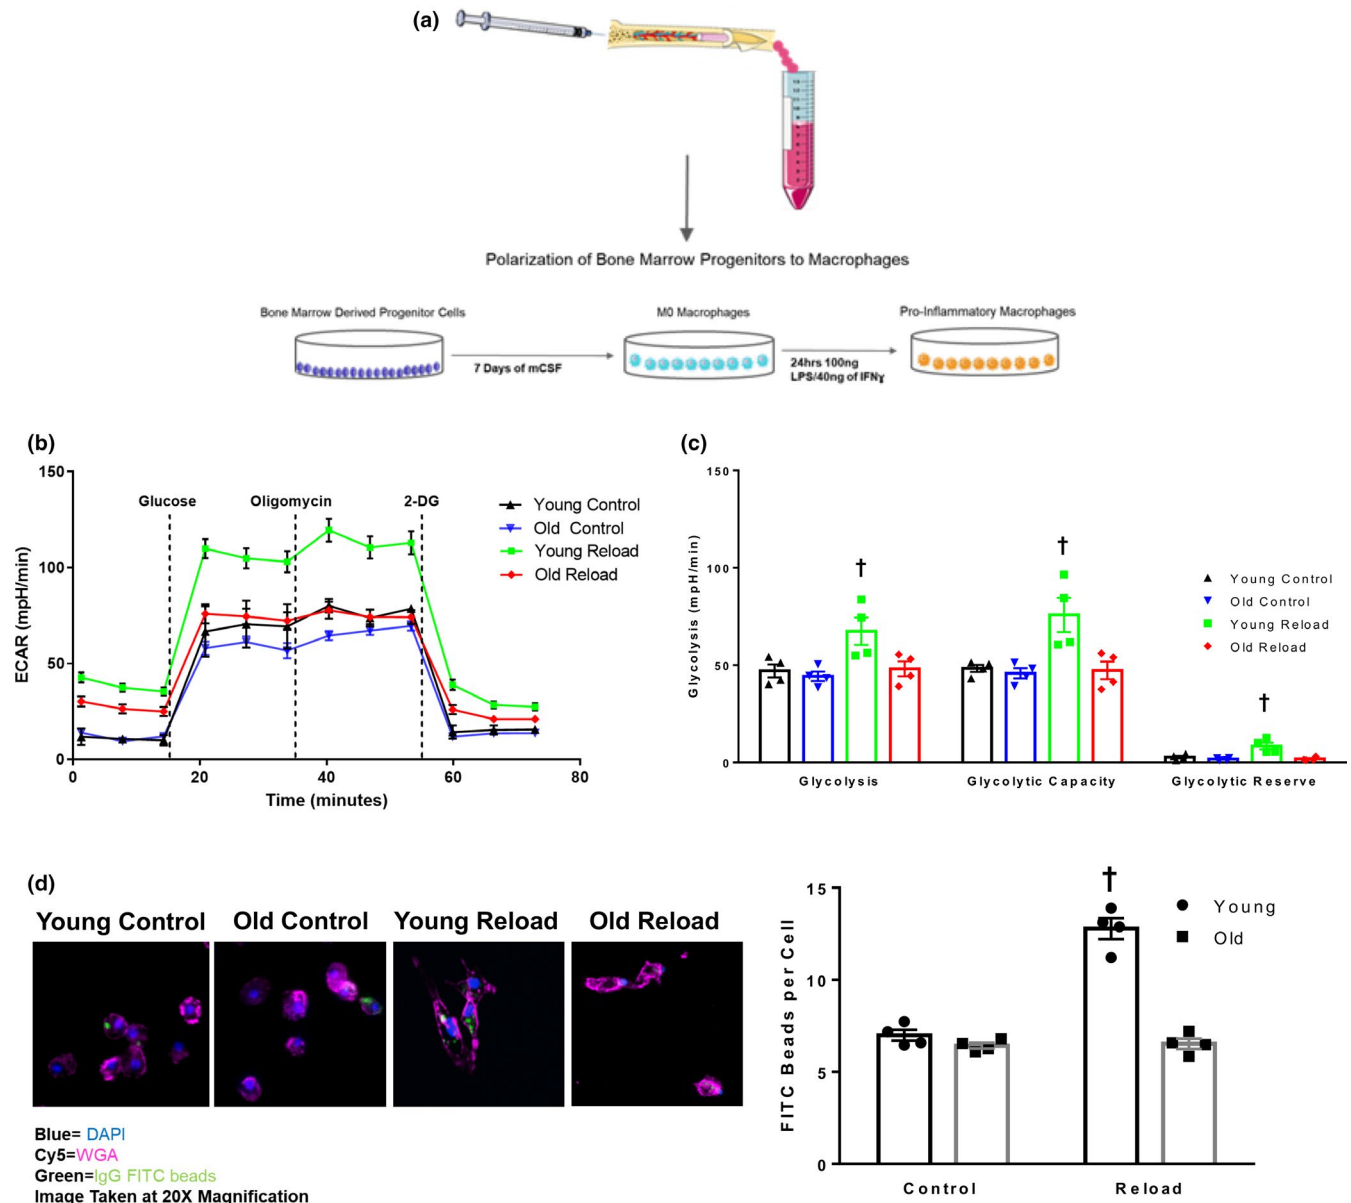 (a)
Polarization of Bone Marrow Progenitors to Macrophages
Bone Marrow Derived Progenitor Cells
M0 Macrophages
Pro-Inflammatory Macrophages
7 Days of mCSF
24hrs 100ng
LPS/40ng of IFNɣ
(b)
150
100
50
0
0
20
40
60
80
ECAR (mpH/min)
Time (minutes)
Glucose
Oligomycin
2-DG
Young Control
Old Control
Young Reload
Old Reload
(c)
150
100
50
0
Glycolysis (mpH/min)
†
†
†
Glycolysis
Glycolytic Capacity
Glycolytic Reserve
Young Control
Old Control
Young Reload
Old Reload
(d)
Young Control
Old Control
Young Reload
Old Reload
Blue= DAPI
Cy5=WGA
Green=IgG FITC beads
Image Taken at 20X Magnification
15
10
5
0
FITC Beads per Cell
†
Young
Old
Control
Reload